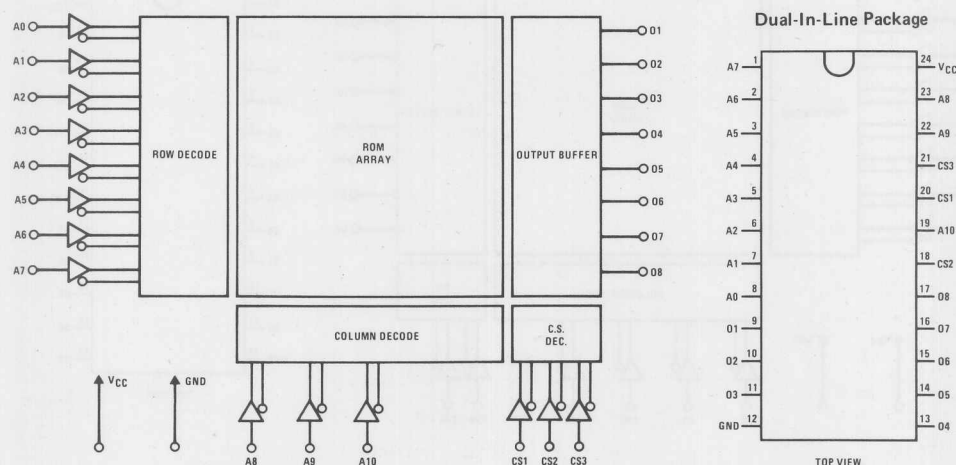 A0
A1
A2
A3
A4
A5
A6
A7
ROW DECODE
ROM
ARRAY
OUTPUT BUFFER
O1
O2
O3
O4
O5
O6
O7
O8
COLUMN DECODE
C.S.
DEC.
VCC
GND
A8
A9
A10
CS1
CS2
CS3
Dual-In-Line Package
A7 1
A6 2
A5 3
A4 4
A3 5
A2 6
A1 7
A0 8
O1 9
O2 10
O3 11
GND 12
24 VCC
23 A8
22 A9
21 CS3
20 CS1
19 A10
18 CS2
17 O8
16 O7
15 O6
14 O5
13 O4
TOP VIEW